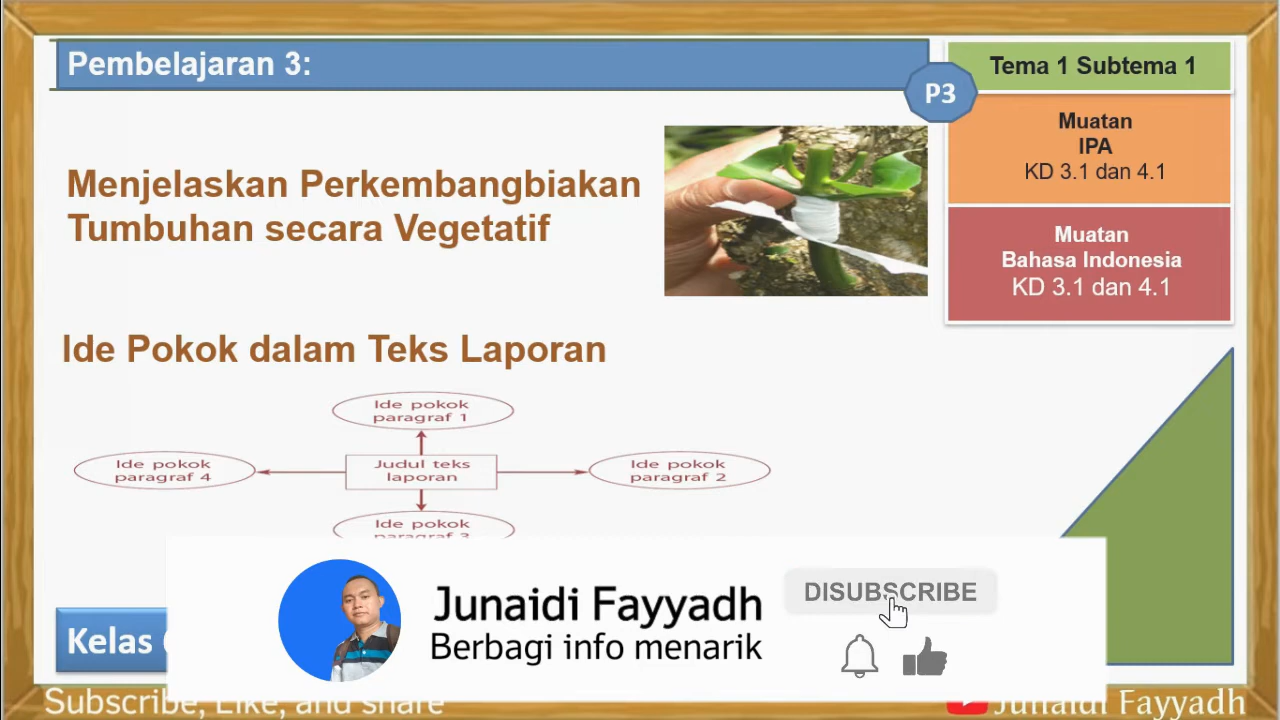 Pembelajaran 3:
P3
Tema 1 Subtema 1
Muatan
IPA
KD 3.1 dan 4.1
Muatan
Bahasa Indonesia
KD 3.1 dan 4.1
Menjelaskan Perkembangbiakan
Tumbuhan secara Vegetatif
Ide Pokok dalam Teks Laporan
Ide pokok
paragraf 1
Ide pokok
paragraf 4
Judul teks
laporan
Ide pokok
paragraf 2
Ide pokok
paragraf 3
Junaidi Fayyadh
Berbagi info menarik
DISUBSCRIBE
Kelas
Subscribe, Like, and share
Junaidi Fayyadh